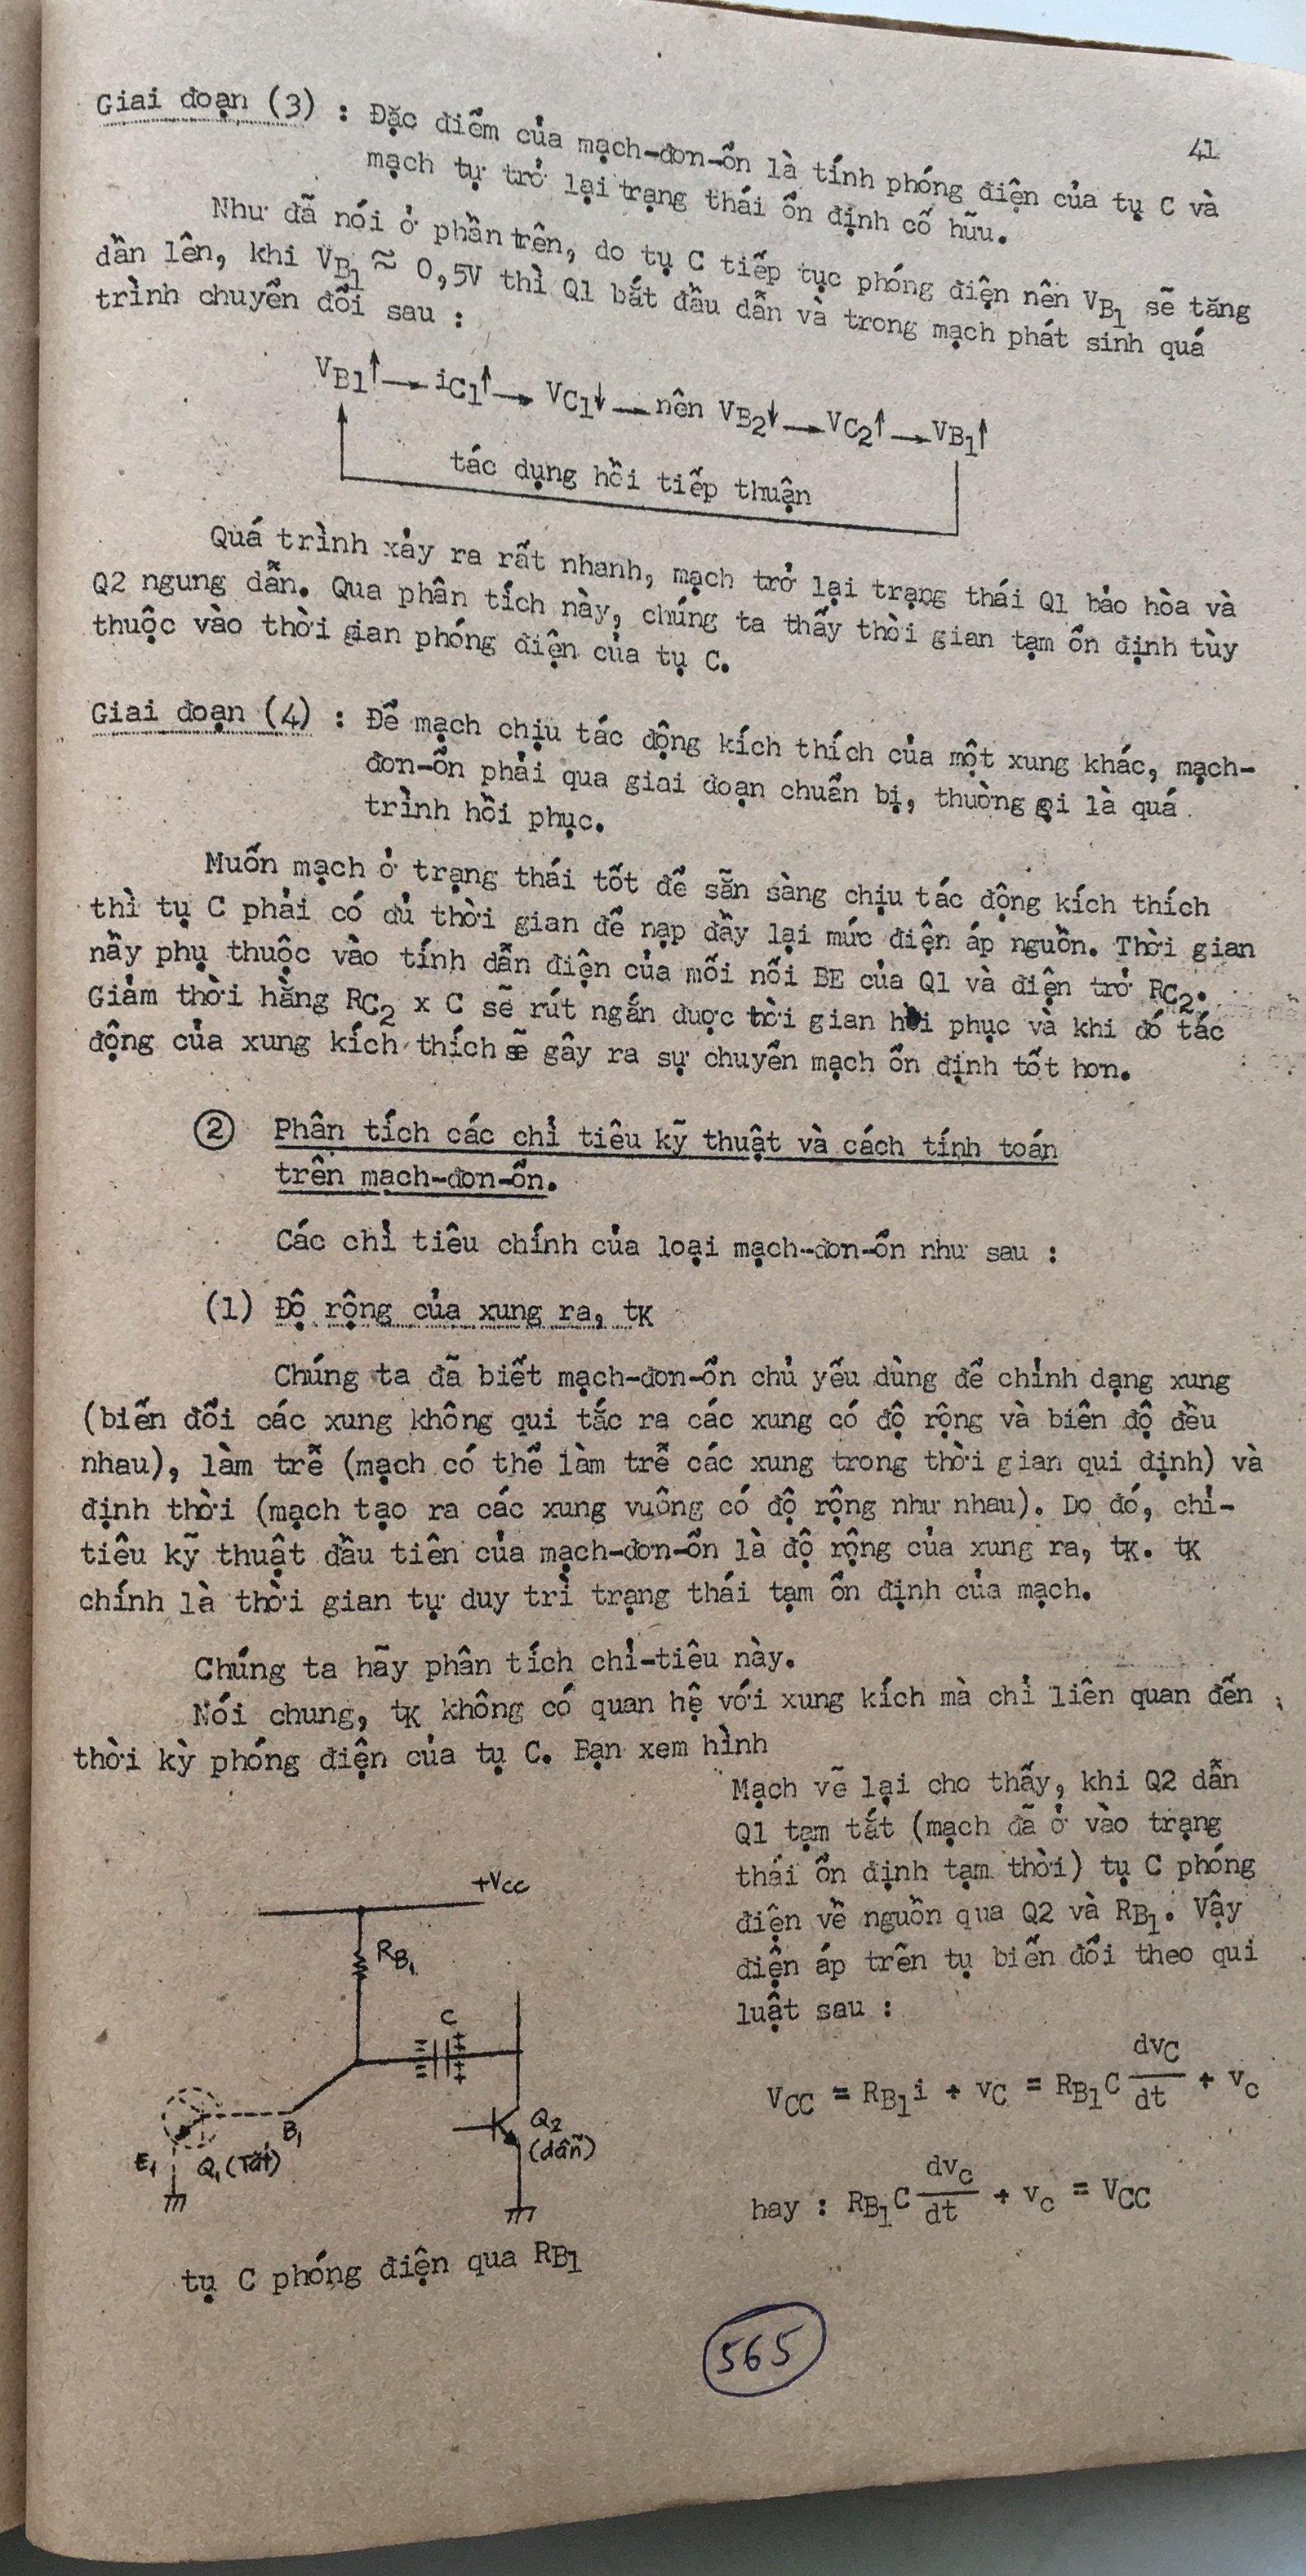 41
Giai đoạn (3) : Đặc điểm của mạch-đơn-ổn là tính phóng điện của tụ C và
mạch tự trở lại trạng thái ổn định cố hữu.
Như đã nói ở phần trên, do tụ C tiếp tục phóng điện nên VB1 sẽ tăng
dần lên, khi VB1 ≈ 0,5V thì Q1 bắt đầu dẫn và trong mạch phát sinh quá
trình chuyển đổi sau :
VB1↑ → iC1↑ → VC1↓ → nên VB2↓ → VC2↑ → VB1↑
tác dụng hồi tiếp thuận
Quá trình xảy ra rất nhanh, mạch trở lại trạng thái Q1 bảo hòa và
Q2 ngưng dẫn. Qua phân tích này, chúng ta thấy thời gian tạm ổn định tùy
thuộc vào thời gian phóng điện của tụ C.
Giai đoạn (4) : Để mạch chịu tác động kích thích của một xung khác, mạch-
đơn-ổn phải qua giai đoạn chuẩn bị, thường gọi là quá
trình hồi phục.
Muốn mạch ở trạng thái tốt để sẵn sàng chịu tác động kích thích
thì tụ C phải có đủ thời gian để nạp đầy lại mức điện áp nguồn. Thời gian
nầy phụ thuộc vào tính dẫn điện của mối nối BE của Q1 và điện trở RC2.
Giảm thời hằng RC2 x C sẽ rút ngắn được thời gian hồi phục và khi đó tác
động của xung kích thích sẽ gây ra sự chuyển mạch ổn định tốt hơn.
② Phân tích các chỉ tiêu kỹ thuật và cách tính toán
trên mạch-đơn-ổn.
Các chỉ tiêu chính của loại mạch-đơn-ổn như sau :
(1) Độ rộng của xung ra, tK
Chúng ta đã biết mạch-đơn-ổn chủ yếu dùng để chỉnh dạng xung
(biến đổi các xung không qui tắc ra các xung có độ rộng và biên độ đều
nhau), làm trễ (mạch có thể làm trễ các xung trong thời gian qui định) và
định thời (mạch tạo ra các xung vuông có độ rộng như nhau). Do đó, chỉ-
tiêu kỹ thuật đầu tiên của mạch-đơn-ổn là độ rộng của xung ra, tK. tK
chính là thời gian tự duy trì trạng thái tạm ổn định của mạch.
Chúng ta hãy phân tích chỉ-tiêu này.
Nói chung, tK không có quan hệ với xung kích mà chỉ liên quan đến
thời kỳ phóng điện của tụ C. Bạn xem hình
Mạch vẽ lại cho thấy, khi Q2 dẫn
Q1 tạm tắt (mạch đã ở vào trạng
thái ổn định tạm thời) tụ C phóng
điện về nguồn qua Q2 và RB1. Vậy
điện áp trên tụ biến đổi theo qui
luật sau :
VCC = RB1i + vC = RB1C dvC/dt + vc
hay : RB1C dvc/dt + vc = VCC
+Vcc
RB1
C
B1
E1
Q1 (Tắt)
Q2
(dẫn)
tụ C phóng điện qua RB1
565